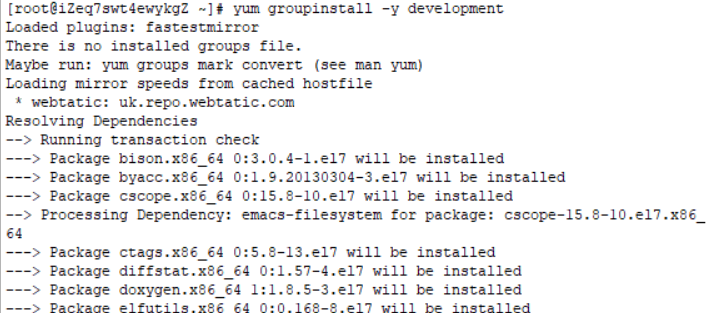 [root@iZeq7swt4ewykgZ ~]# yum groupinstall -y development
Loaded plugins: fastestmirror
There is no installed groups file.
Maybe run: yum groups mark convert (see man yum)
Loading mirror speeds from cached hostfile
 * webtatic: uk.repo.webtatic.com
Resolving Dependencies
--> Running transaction check
---> Package bison.x86_64 0:3.0.4-1.el7 will be installed
---> Package byacc.x86_64 0:1.9.20130304-3.el7 will be installed
---> Package cscope.x86_64 0:15.8-10.el7 will be installed
--> Processing Dependency: emacs-filesystem for package: cscope-15.8-10.el7.x86_
64
---> Package ctags.x86_64 0:5.8-13.el7 will be installed
---> Package diffstat.x86_64 0:1.57-4.el7 will be installed
---> Package doxygen.x86_64 1:1.8.5-3.el7 will be installed
---> Package elfutils.x86_64 0:0.168-8.el7 will be installed